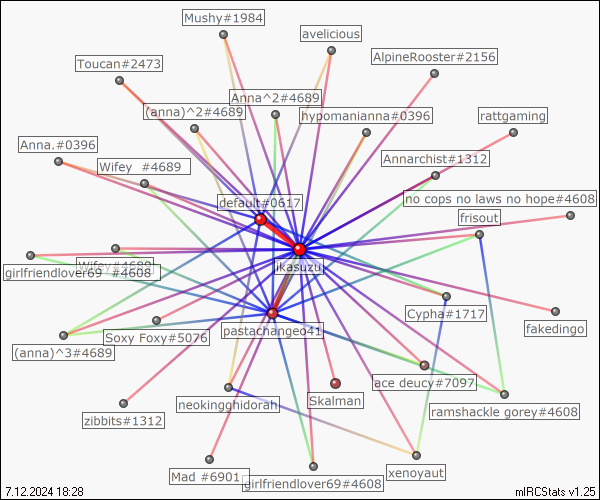 Mushy#1984
avelicious
AlpineRooster#2156
Toucan#2473
Anna^2#4689
(anna)^2#4689
hypomanianna#0396
rattgaming
Anna.#0396
Annarchist#1312
Wifey  #4689
no cops no laws no hope#4608
default#0617
frisout
ikasuzu
Wifey#4689
girlfriendlover69  #4608
Cypha#1717
fakedingo
pastachangeo41
Soxy Foxy#5076
(anna)^3#4689
ace deucy#7097
Skalman
neokingghidorah
ramshackle gorey#4608
zibbits#1312
Mad #6901
girlfriendlover69#4608
xenoyaut
7.12.2024 18:28
mIRCStats v1.25